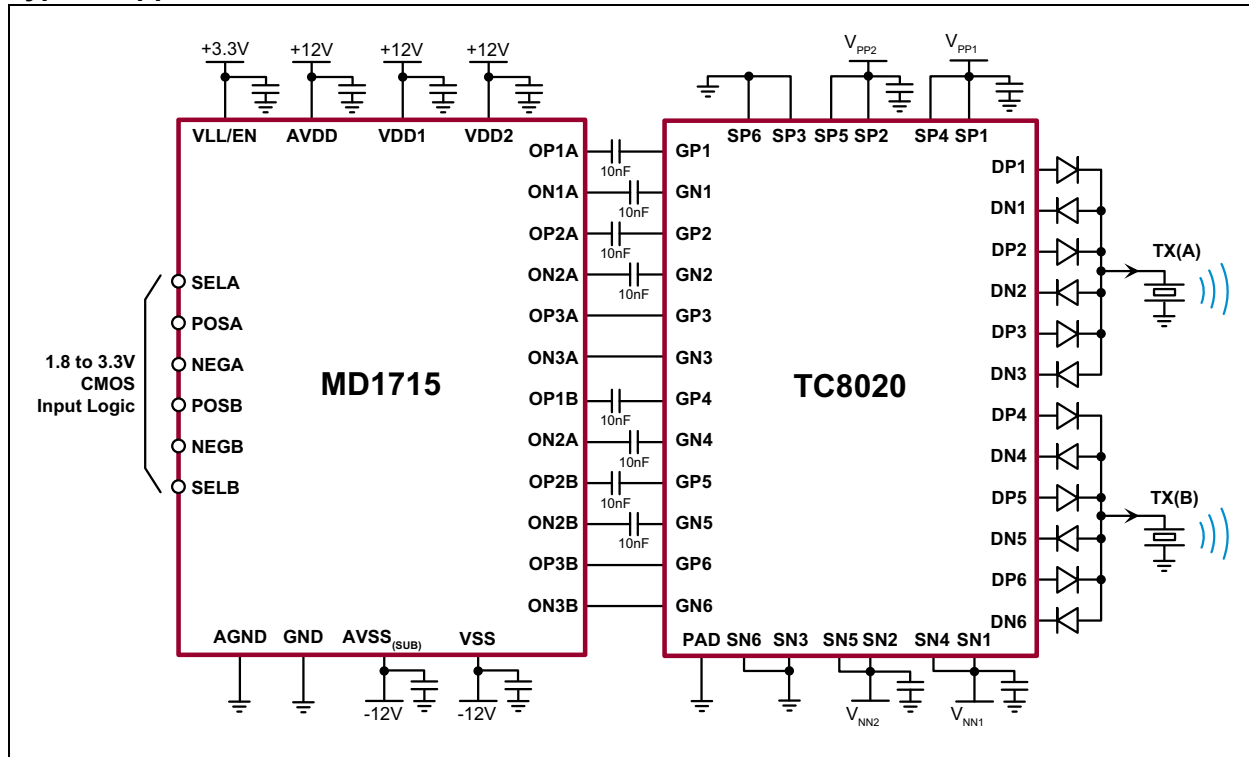 +3.3V
+12V
+12V
+12V
VPP2
VPP1
VLL/EN
AVDD
VDD1
VDD2
SP6
SP3
SP5
SP2
SP4
SP1
OP1A
10nF
GP1
DP1
ON1A
10nF
GN1
DN1
OP2A
10nF
GP2
DP2
TX(A)
SELA
ON2A
10nF
GN2
DN2
POSA
OP3A
GP3
DP3
1.8 to 3.3V
CMOS
Input Logic
NEGA
MD1715
ON3A
GN3
TC8020
DN3
POSB
OP1B
10nF
GP4
DP4
NEGB
ON2A
10nF
GN4
DN4
SELB
OP2B
10nF
GP5
DP5
TX(B)
ON2B
10nF
GN5
DN5
OP3B
GP6
DP6
ON3B
GN6
DN6
AGND
GND
AVSS(SUB)
VSS
PAD
SN6
SN3
SN5
SN2
SN4
SN1
-12V
-12V
VNN2
VNN1